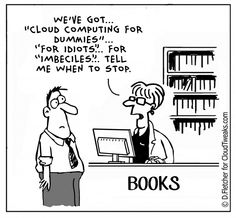 WE'VE GOT...
"CLOUD COMPUTING FOR
DUMMIES"...
"FOR IDIOTS".. FOR
"IMBECILES".. TELL
ME WHEN TO STOP.
BOOKS
© D.Fletcher for CloudTweaks.com